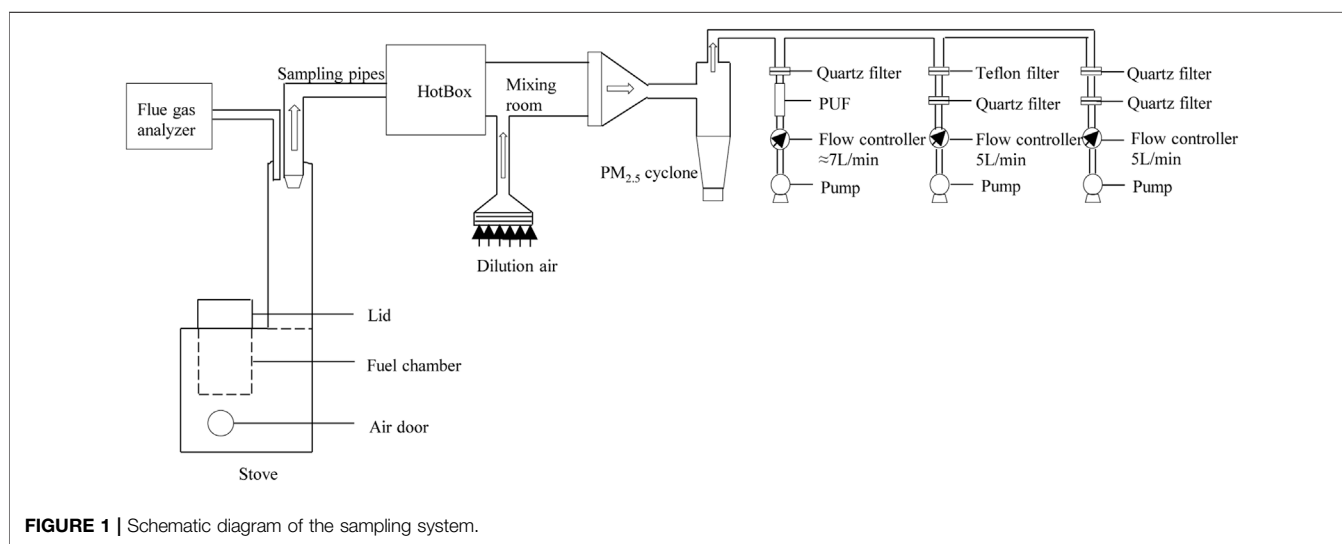 Flue gas
analyzer
Sampling pipes
HotBox
Mixing
room
Dilution air
PM2.5 cyclone
Quartz filter
PUF
Flow controller
≈7L/min
Pump
Teflon filter
Quartz filter
Flow controller
5L/min
Pump
Quartz filter
Quartz filter
Flow controller
5L/min
Pump
Lid
Fuel chamber
Air door
Stove
FIGURE 1 | Schematic diagram of the sampling system.